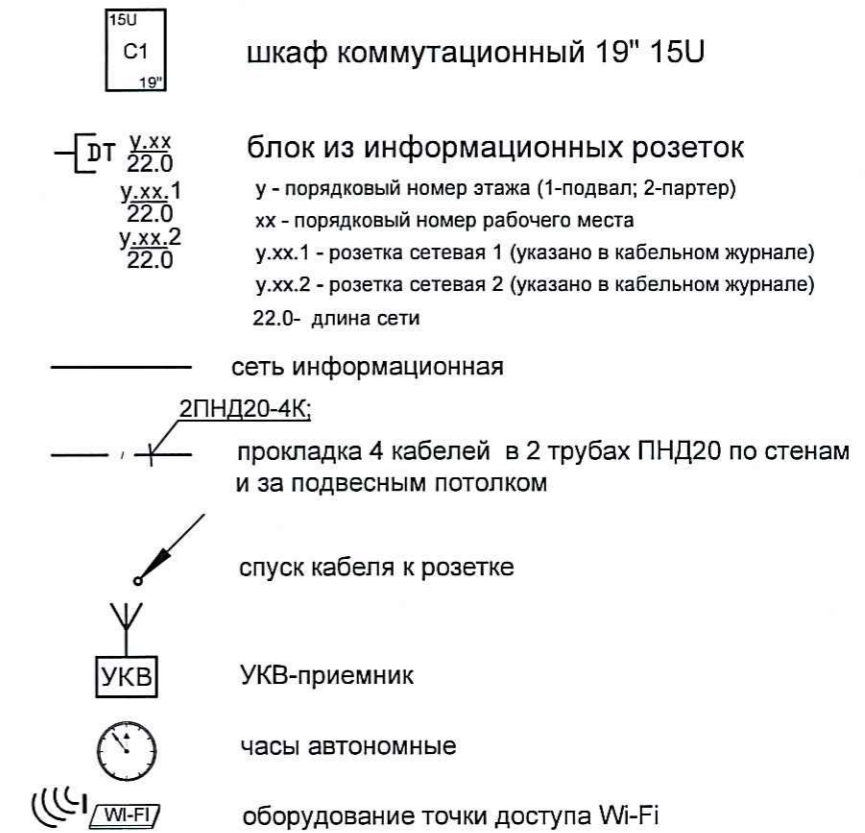 15U
C1
19"
шкаф коммутационный 19" 15U
DT y.xx
22.0
блок из информационных розеток
y.xx.1
22.0
y.xx.2
22.0
у - порядковый номер этажа (1-подвал; 2-партер)
хх - порядковый номер рабочего места
у.хх.1 - розетка сетевая 1 (указано в кабельном журнале)
у.хх.2 - розетка сетевая 2 (указано в кабельном журнале)
22.0- длина сети
сеть информационная
2ПНД20-4К;
прокладка 4 кабелей в 2 трубах ПНД20 по стенам
и за подвесным потолком
спуск кабеля к розетке
УКВ
УКВ-приемник
часы автономные
WI-FI
оборудование точки доступа Wi-Fi